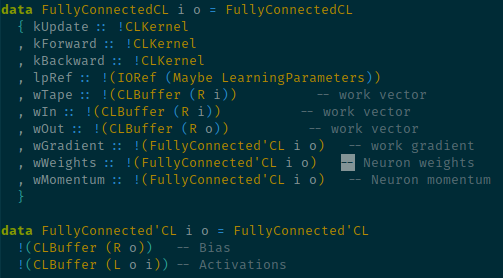 data FullyConnectedCL i o = FullyConnectedCL
{ kUpdate :: !CLKernel
, kForward :: !CLKernel
, kBackward :: !CLKernel
, lpRef :: !(IORef (Maybe LearningParameters))
, wTape :: !(CLBuffer (R i)) -- work vector
, wIn :: !(CLBuffer (R i)) -- work vector
, wOut :: !(CLBuffer (R o)) -- work vector
, wGradient :: !(FullyConnected'CL i o) -- work gradient
, wWeights :: !(FullyConnected'CL i o) -- Neuron weights
, wMomentum :: !(FullyConnected'CL i o) -- Neuron momentum
}
data FullyConnected'CL i o = FullyConnected'CL
!(CLBuffer (R o)) -- Bias
!(CLBuffer (L o i)) -- Activations